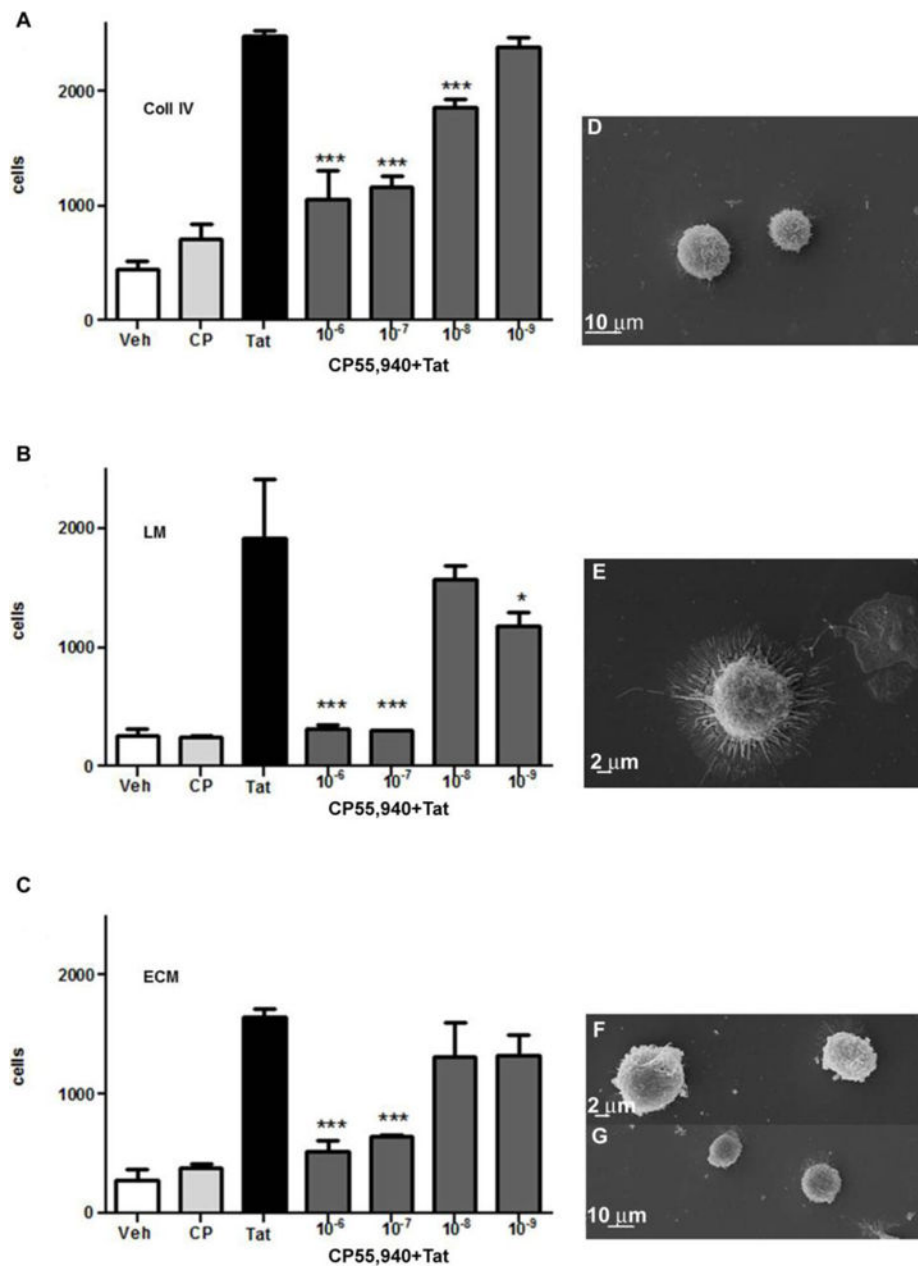 A
Coll IV
cells
2000
1000
0
*** *** ***
Veh CP Tat 10⁻⁶ 10⁻⁷ 10⁻⁸ 10⁻⁹
CP55,940+Tat
D
10 μm
B
LM
cells
2000
1000
0
*** *** *
Veh CP Tat 10⁻⁶ 10⁻⁷ 10⁻⁸ 10⁻⁹
CP55,940+Tat
E
2 μm
C
ECM
cells
2000
1000
0
*** ***
Veh CP Tat 10⁻⁶ 10⁻⁷ 10⁻⁸ 10⁻⁹
CP55,940+Tat
F
2 μm
G
10 μm